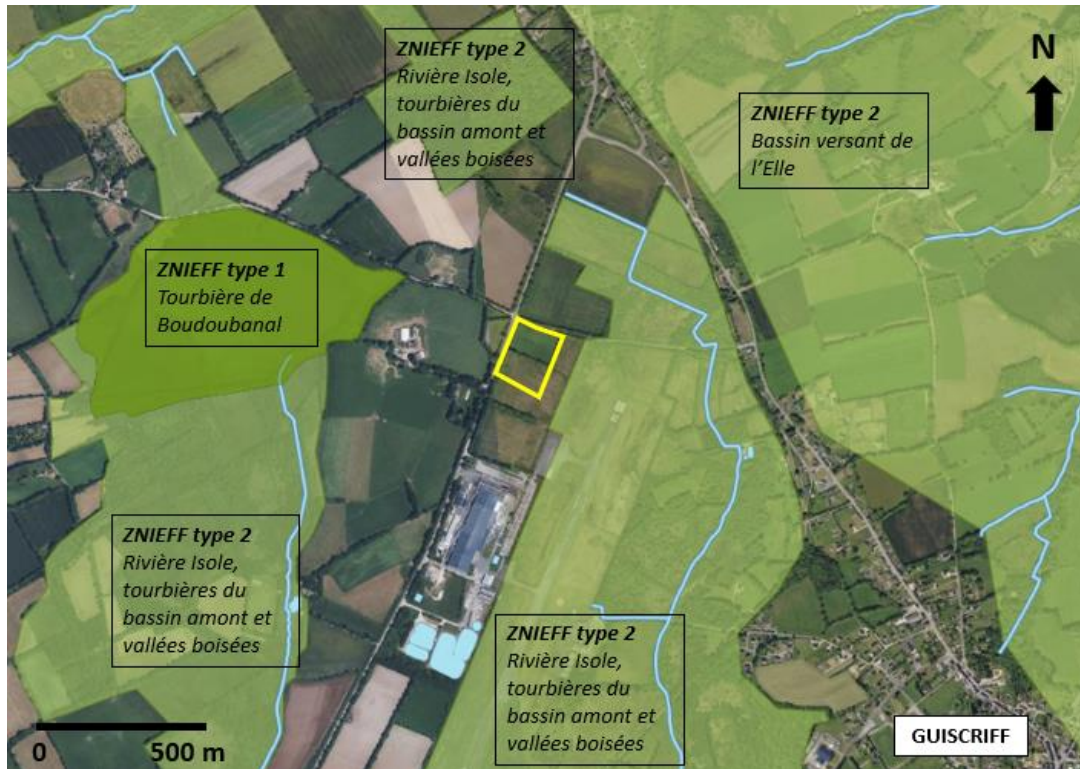 ZNIEFF type 2
Rivière Isole,
tourbières du
bassin amont et
vallées boisées
N
ZNIEFF type 2
Bassin versant de
l'Elle
ZNIEFF type 1
Tourbière de
Boudoubanal
ZNIEFF type 2
Rivière Isole,
tourbières du
bassin amont et
vallées boisées
ZNIEFF type 2
Rivière Isole,
tourbières du
bassin amont et
vallées boisées
0 500 m
GUISCRIFF